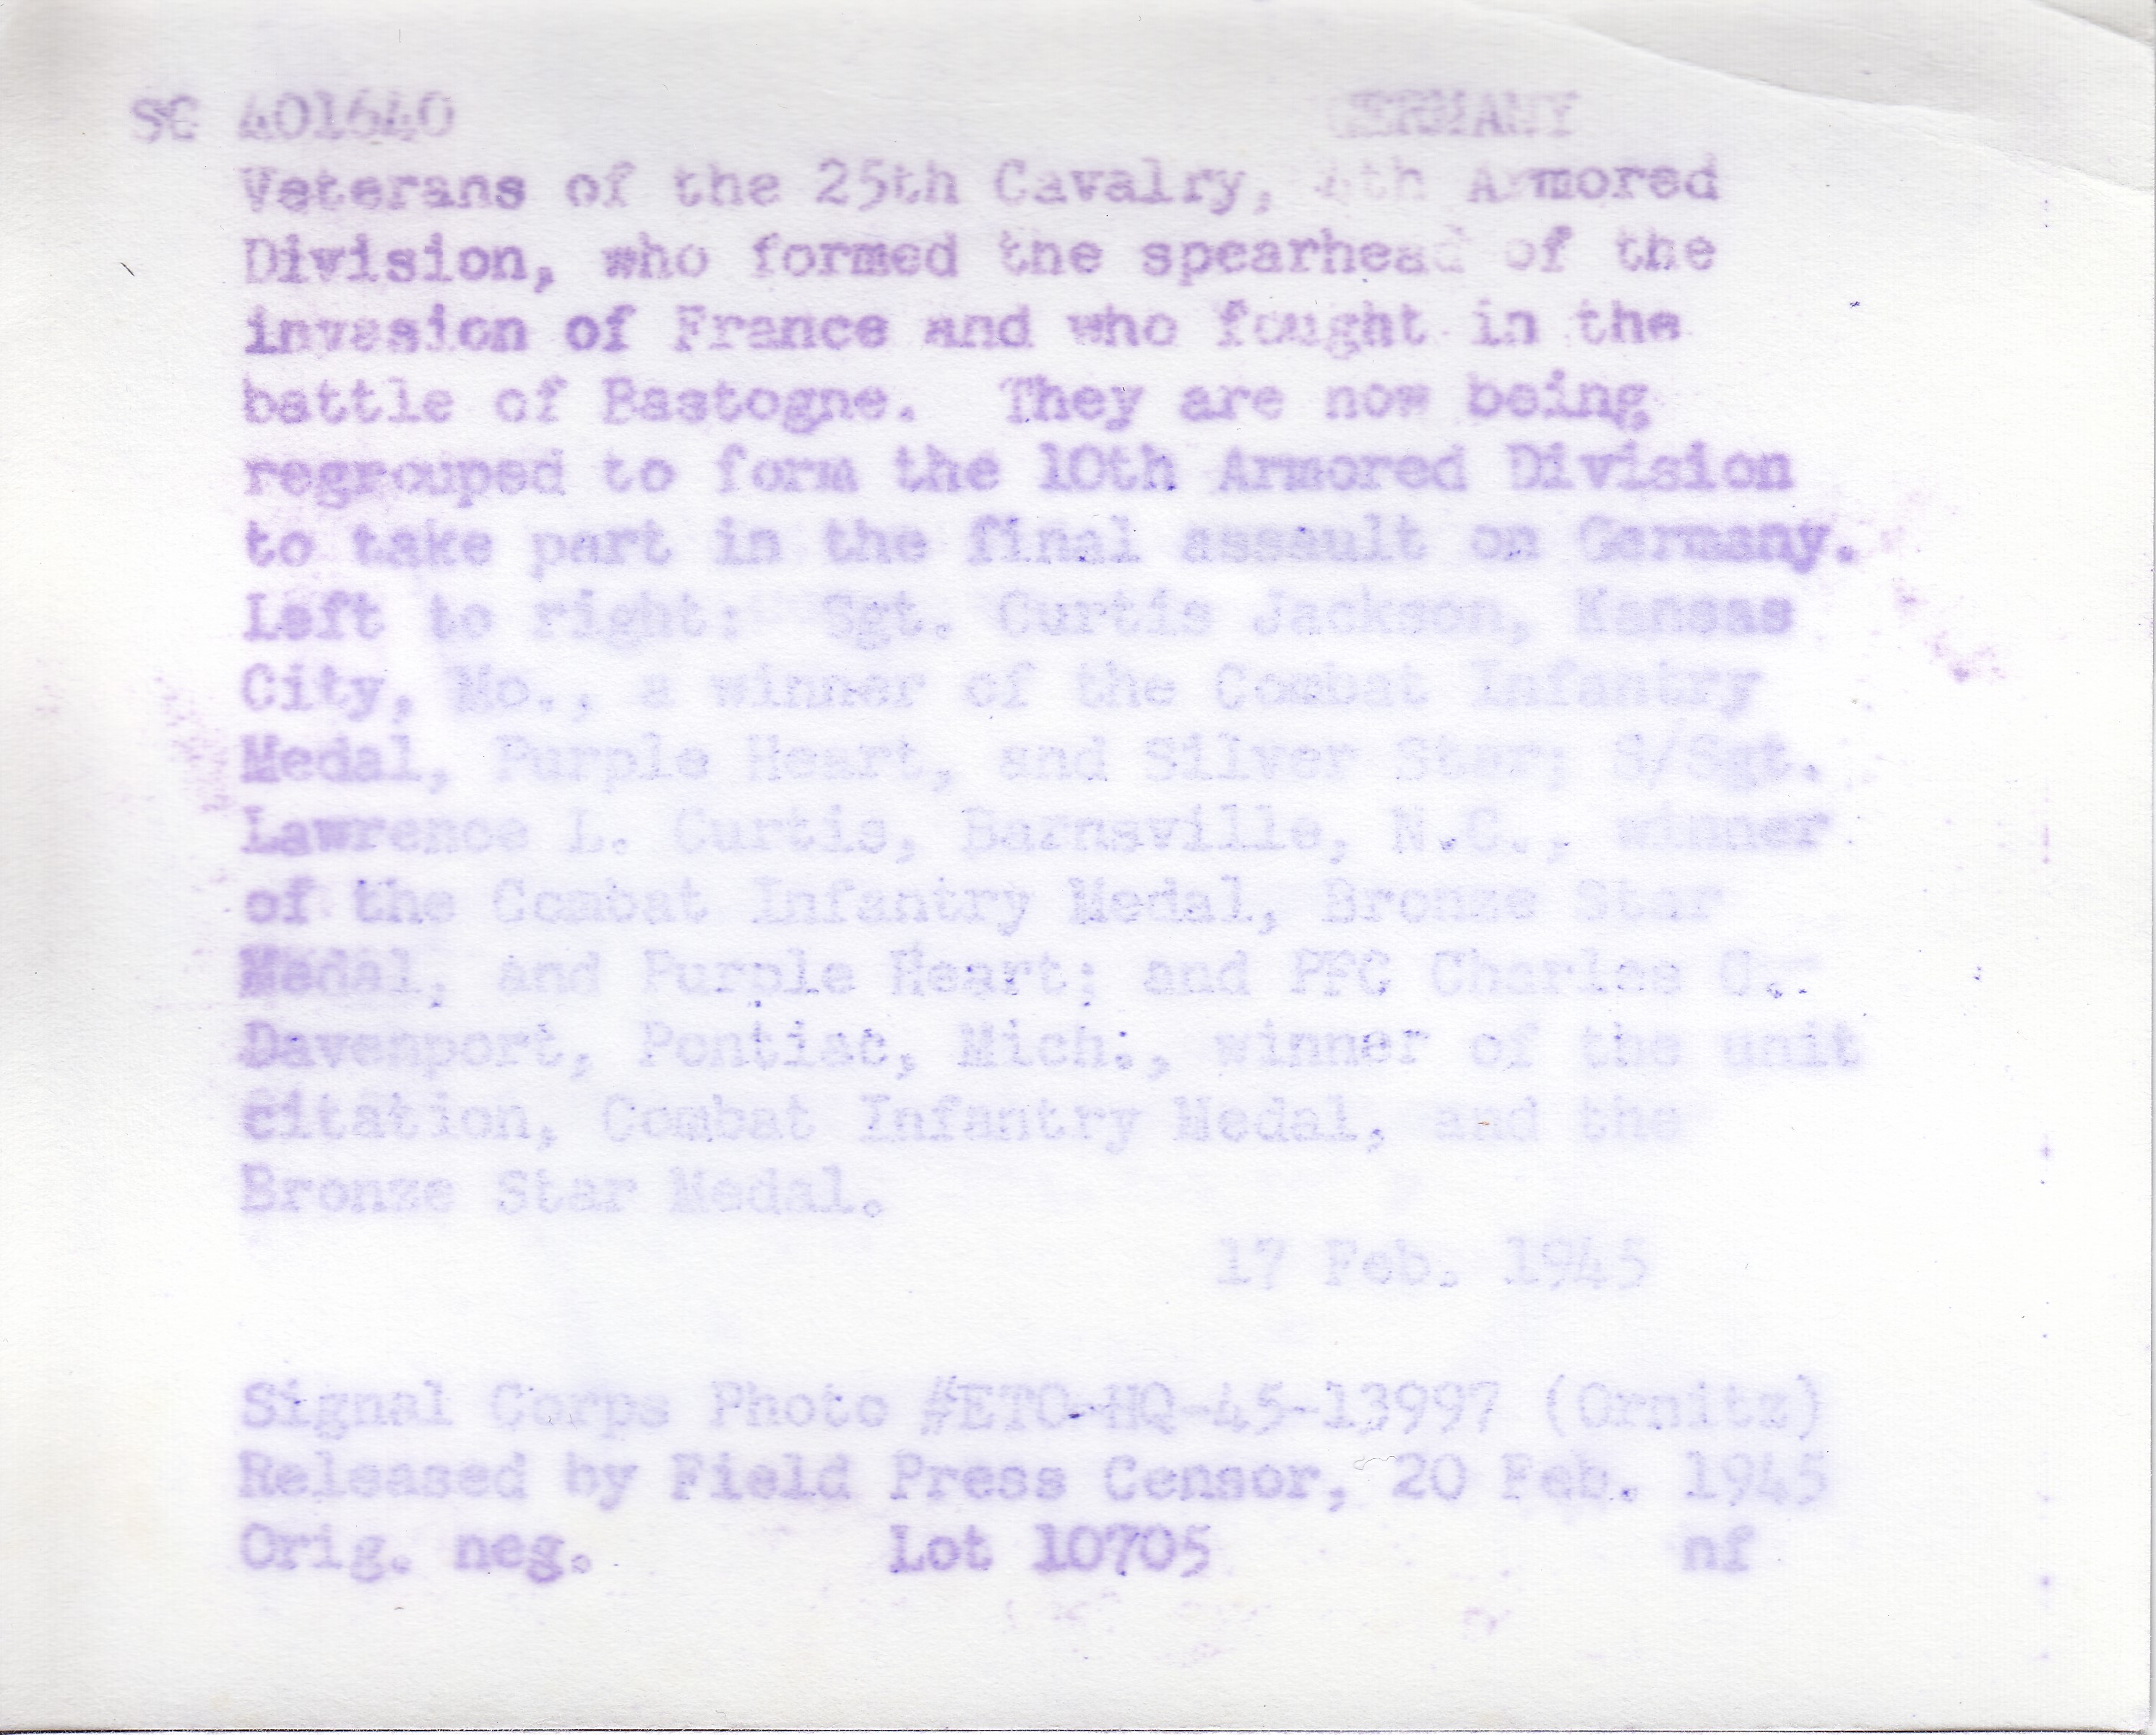 SC 401640 GERMANY
Veterans of the 25th Cavalry, 4th Armored
Division, who formed the spearhead of the
invasion of France and who fought in the
battle of Bastogne. They are now being
regrouped to form the 10th Armored Division
to take part in the final assault on Germany.
Left to right: Sgt. Curtis Jackson, Kansas
City, Mo., a winner of the Combat Infantry
Medal, Purple Heart, and Silver Star; S/Sgt.
Lawrence L. Curtis, Barnsville, N.C., winner
of the Combat Infantry Medal, Bronze Star
Medal, and Purple Heart; and PFC Charles O.
Davenport, Pontiac, Mich., winner of the unit
citation, Combat Infantry Medal, and the
Bronze Star Medal.
17 Feb. 1945
Signal Corps Photo #ETO-HQ-45-13997 (Ornitz)
Released by Field Press Censor, 20 Feb. 1945
Orig. neg. Lot 10705 nf